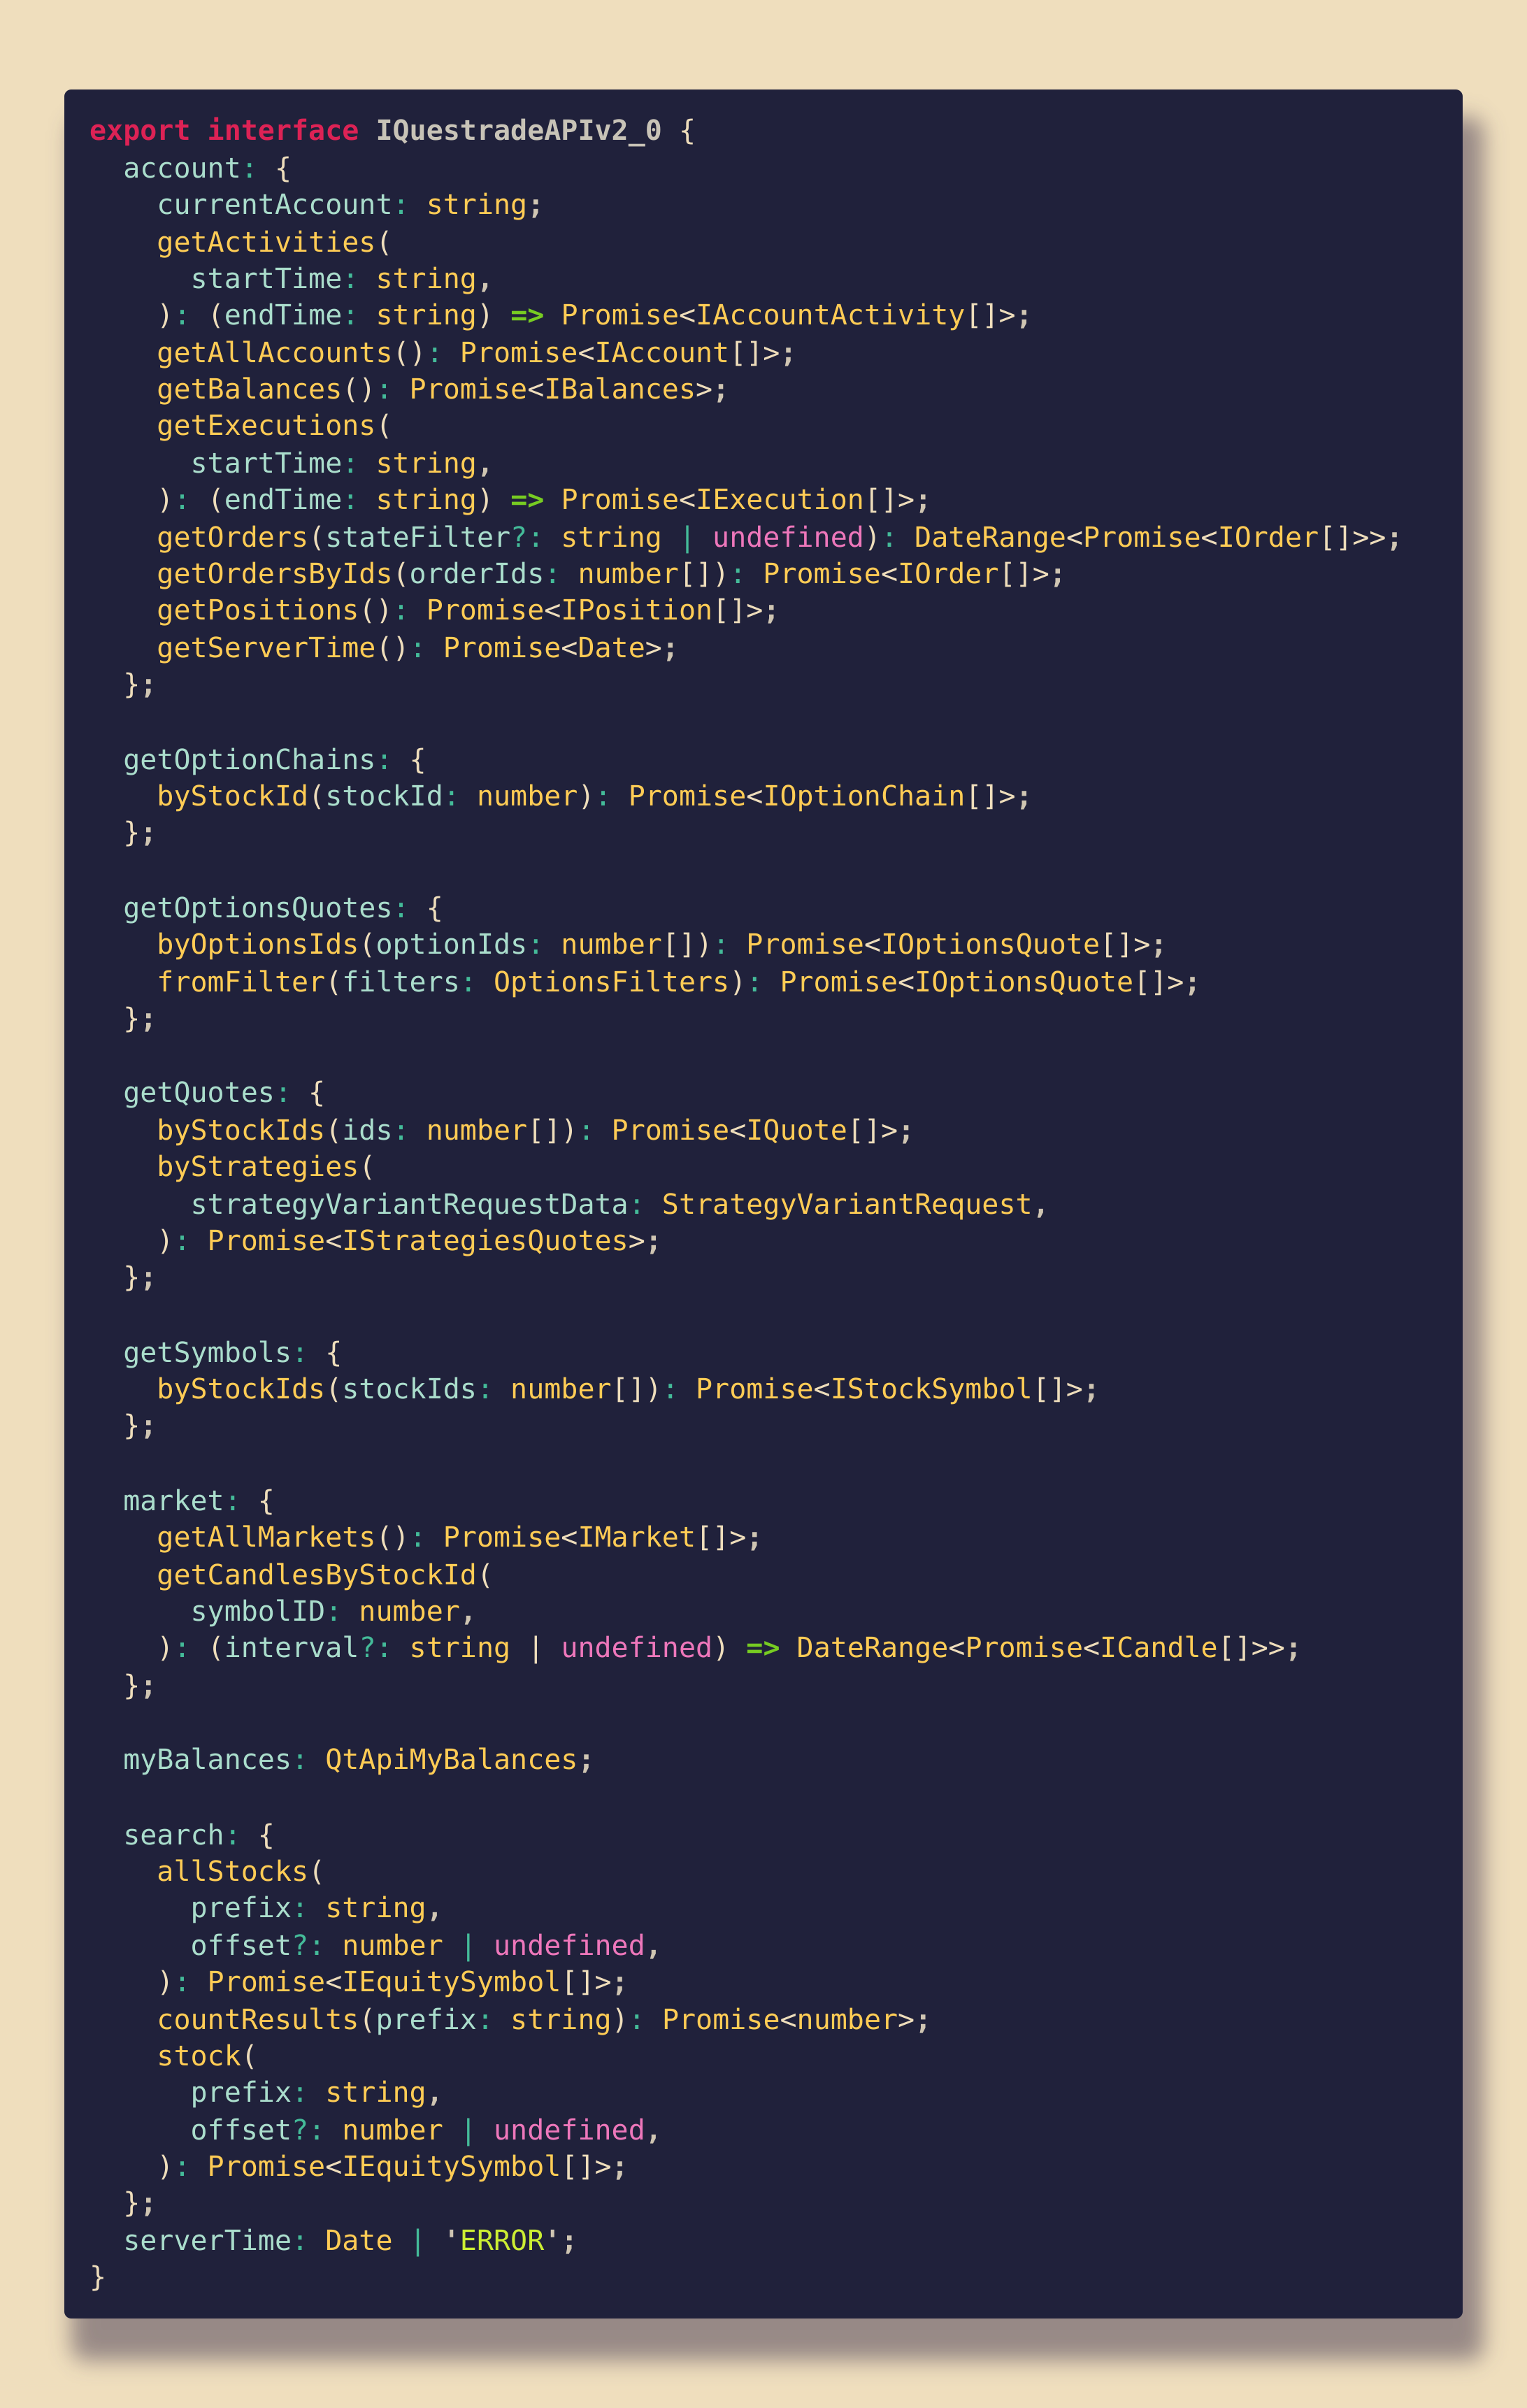 export interface IQuestradeAPIv2_0 {
  account: {
    currentAccount: string;
    getActivities(
      startTime: string,
    ): (endTime: string) => Promise<IAccountActivity[]>;
    getAllAccounts(): Promise<IAccount[]>;
    getBalances(): Promise<IBalances>;
    getExecutions(
      startTime: string,
    ): (endTime: string) => Promise<IExecution[]>;
    getOrders(stateFilter?: string | undefined): DateRange<Promise<IOrder[]>>;
    getOrdersByIds(orderIds: number[]): Promise<IOrder[]>;
    getPositions(): Promise<IPosition[]>;
    getServerTime(): Promise<Date>;
  };

  getOptionChains: {
    byStockId(stockId: number): Promise<IOptionChain[]>;
  };

  getOptionsQuotes: {
    byOptionsIds(optionIds: number[]): Promise<IOptionsQuote[]>;
    fromFilter(filters: OptionsFilters): Promise<IOptionsQuote[]>;
  };

  getQuotes: {
    byStockIds(ids: number[]): Promise<IQuote[]>;
    byStrategies(
      strategyVariantRequestData: StrategyVariantRequest,
    ): Promise<IStrategiesQuotes>;
  };

  getSymbols: {
    byStockIds(stockIds: number[]): Promise<IStockSymbol[]>;
  };

  market: {
    getAllMarkets(): Promise<IMarket[]>;
    getCandlesByStockId(
      symbolID: number,
    ): (interval?: string | undefined) => DateRange<Promise<ICandle[]>>;
  };

  myBalances: QtApiMyBalances;

  search: {
    allStocks(
      prefix: string,
      offset?: number | undefined,
    ): Promise<IEquitySymbol[]>;
    countResults(prefix: string): Promise<number>;
    stock(
      prefix: string,
      offset?: number | undefined,
    ): Promise<IEquitySymbol[]>;
  };
  serverTime: Date | 'ERROR';
}